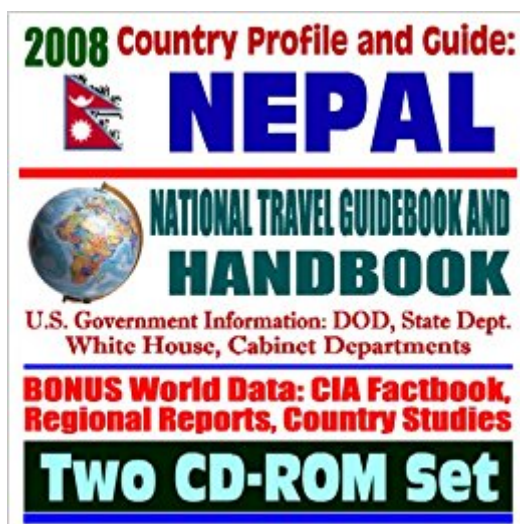 2008 Country Profile and Guide:
NEPAL
NATIONAL TRAVEL GUIDEBOOK AND
HANDBOOK
U.S. Government Information: DOD, State Dept.
White House, Cabinet Departments
BONUS World Data: CIA Factbook,
Regional Reports, Country Studies
Two CD-ROM Set